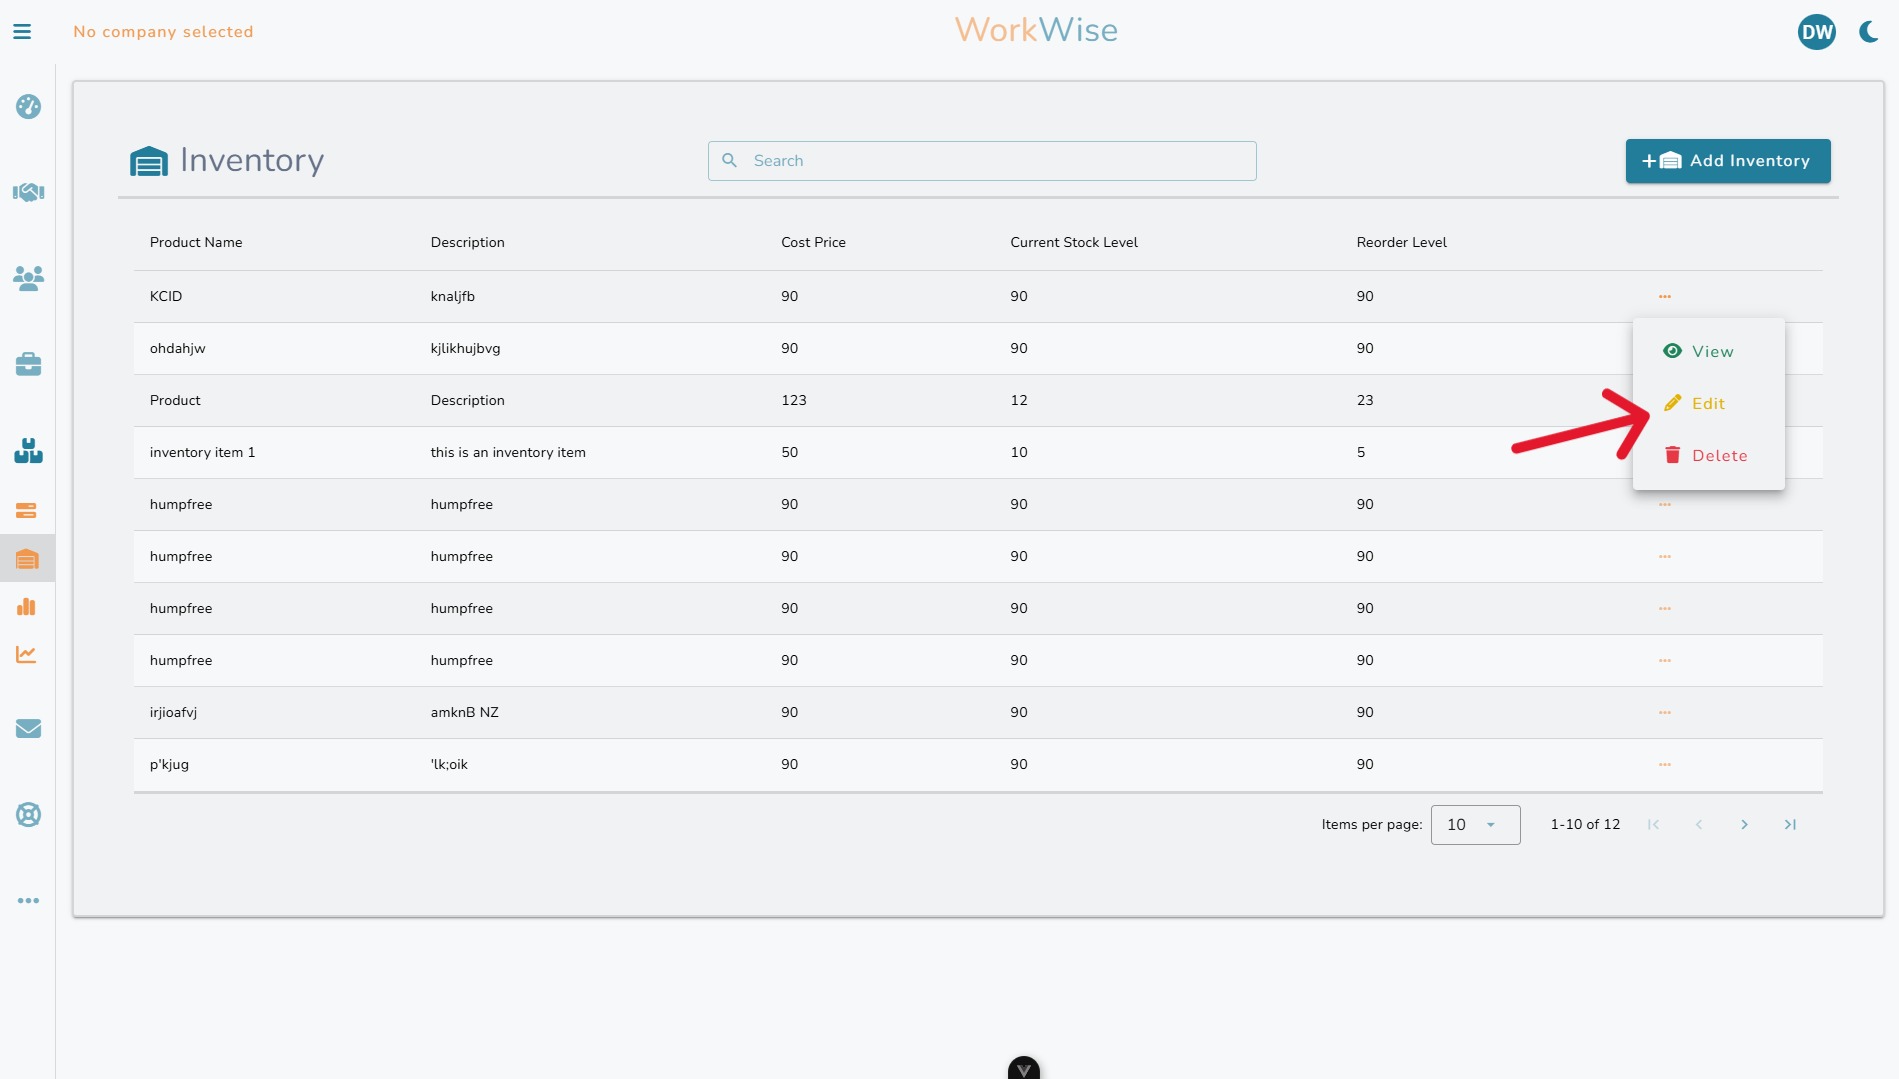 No company selected
WorkWise
DW
Inventory
Search
Add Inventory
Product Name Description Cost Price Current Stock Level Reorder Level
KCID knaljfb 90 90 90
ohdahjw kjlikhujbvg 90 90 90
View
Product Description 123 12 23
Edit
inventory item 1 this is an inventory item 50 10 5
Delete
humpfree humpfree 90 90 90
humpfree humpfree 90 90 90
humpfree humpfree 90 90 90
humpfree humpfree 90 90 90
irjioafvj amknB NZ 90 90 90
p'kjug 'lk;oik 90 90 90
Items per page: 10 1-10 of 12